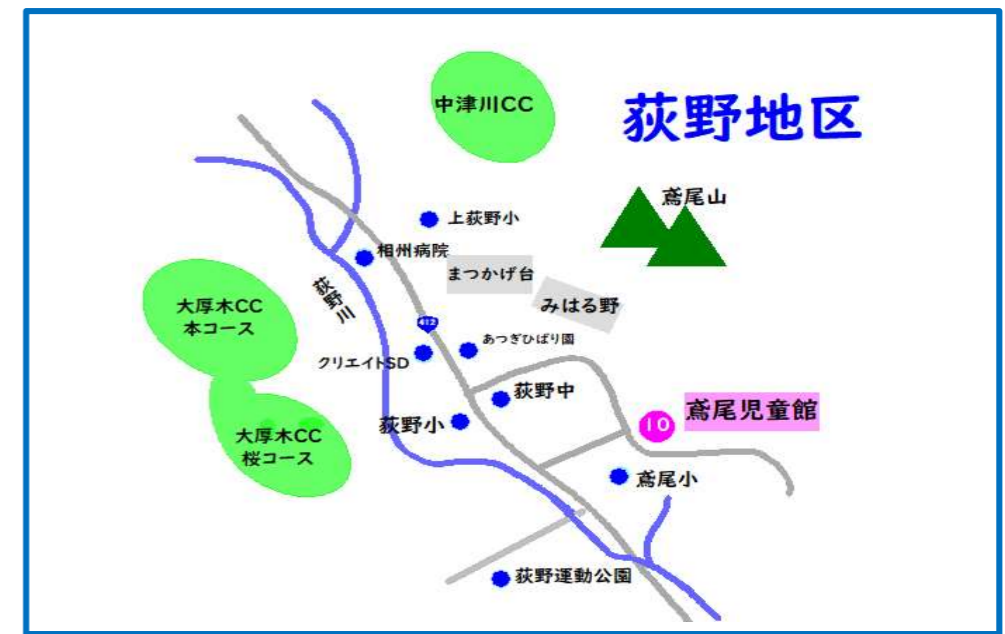 中津川CC
荻野地区
鳶尾山
上荻野小
相州病院
まつかげ台
荻野川
みはる野
大厚木CC
本コース
412
あつぎひばり園
クリエイトSD
荻野中
鳶尾児童館
10
荻野小
大厚木CC
桜コース
鳶尾小
荻野運動公園